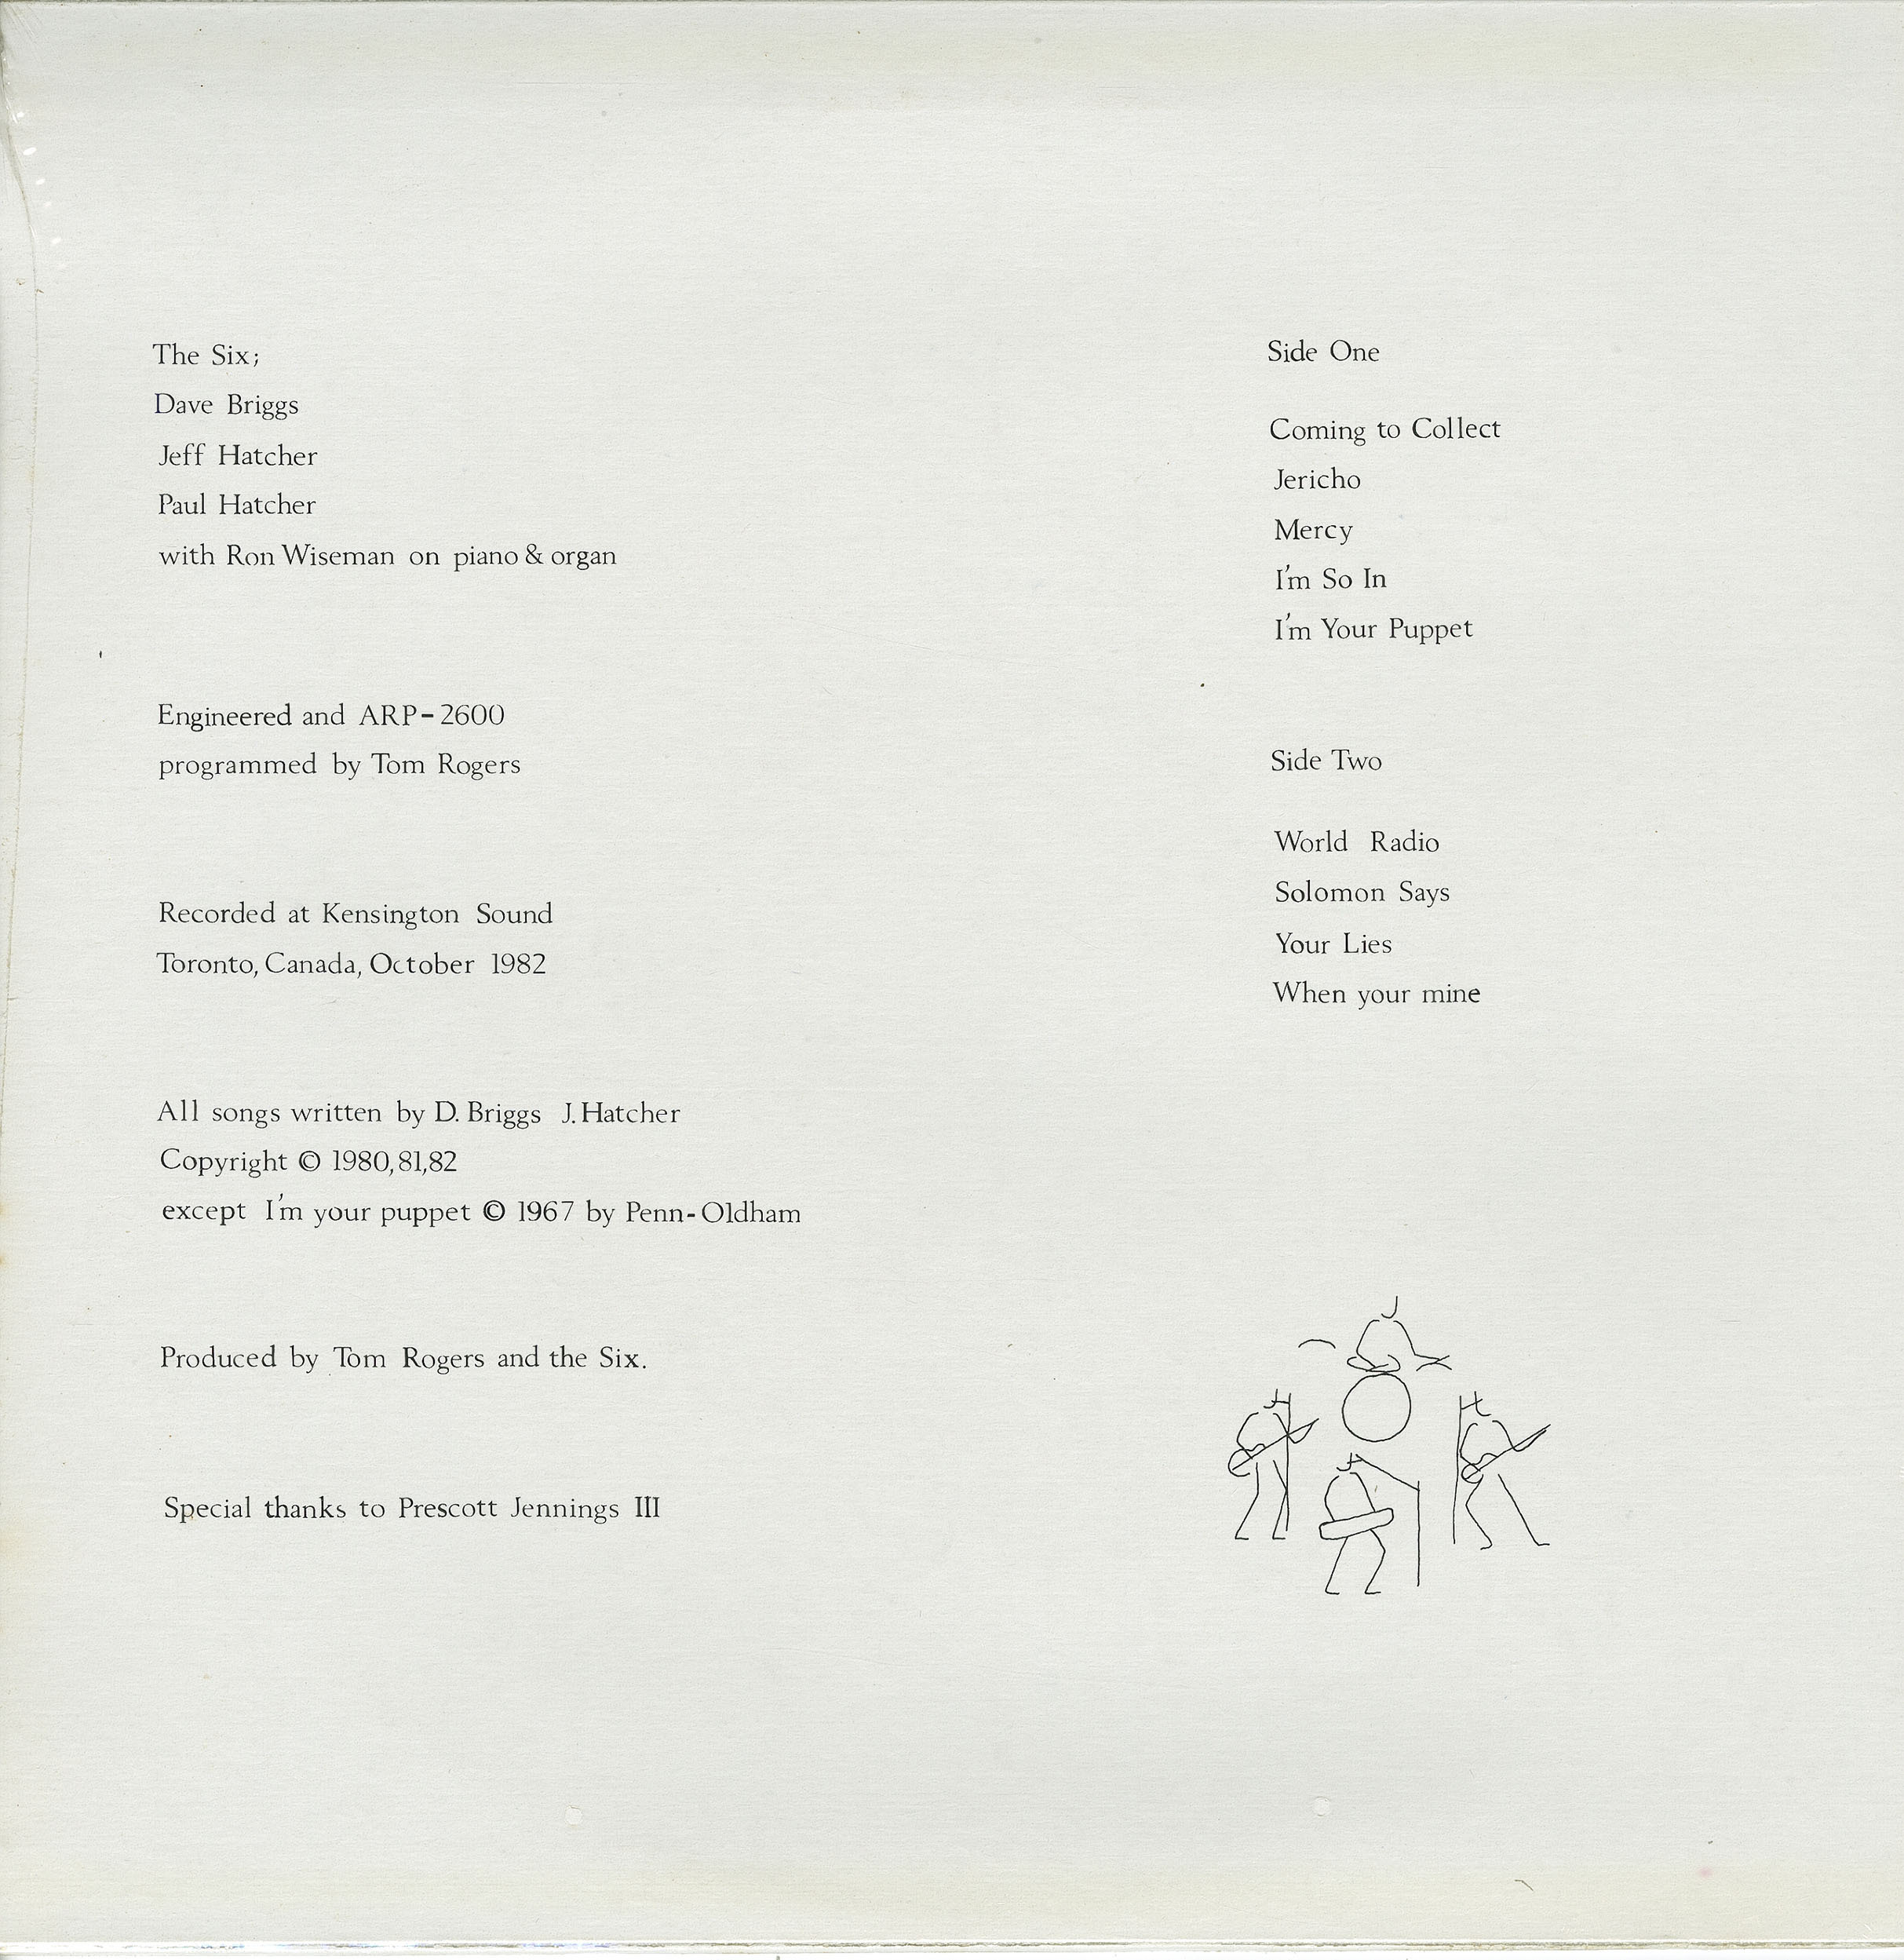 The Six;
Dave Briggs
Jeff Hatcher
Paul Hatcher
with Ron Wiseman on piano & organ
Engineered and ARP-2600
programmed by Tom Rogers
Recorded at Kensington Sound
Toronto, Canada, October 1982
All songs written by D. Briggs J. Hatcher
Copyright © 1980,81,82
except I'm your puppet © 1967 by Penn-Oldham
Produced by Tom Rogers and the Six.
Special thanks to Prescott Jennings III
Side One
Coming to Collect
Jericho
Mercy
I'm So In
I'm Your Puppet
Side Two
World Radio
Solomon Says
Your Lies
When your mine